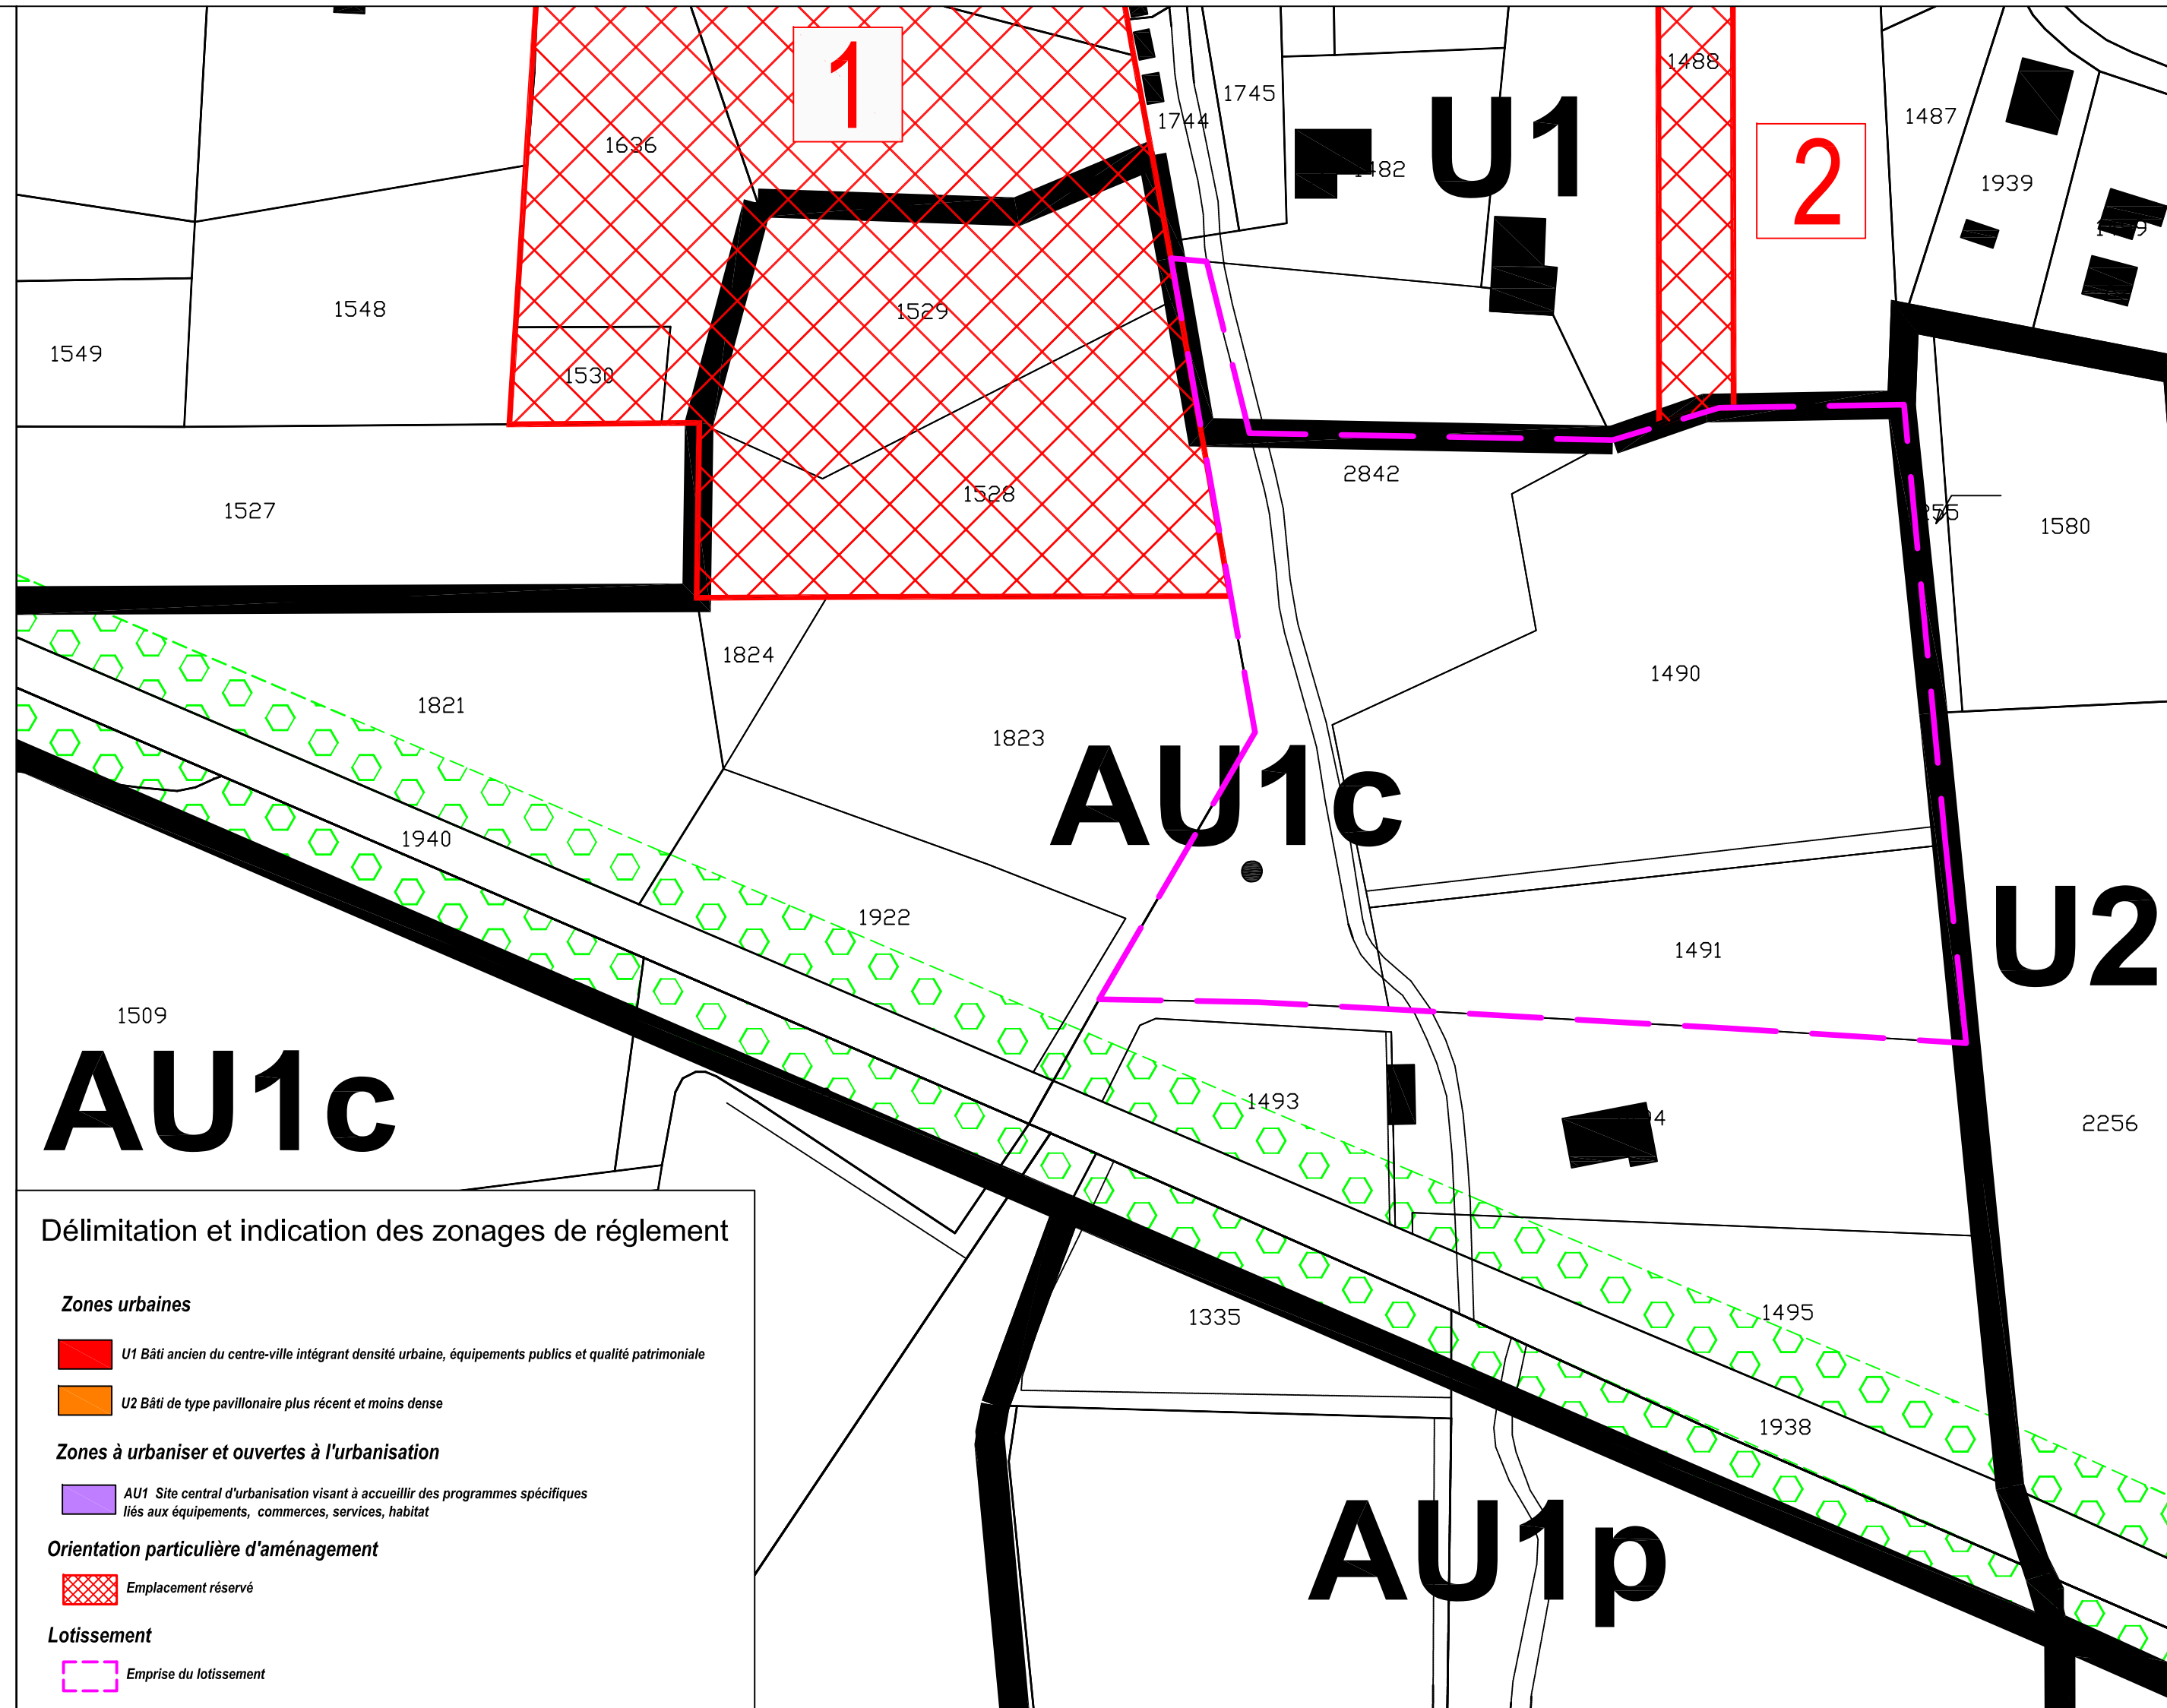 1488
1
1745
1487
1744
U1
1636
2
1939
1548
1529
1549
1530
2842
1528
1527
1580
1824
1490
1821
1823
AU1c
1940
1922
U2
1491
1509
AU1c
1493
2256
1335
1495
1938
AU1p
Délimitation et indication des zonages de réglement
Zones urbaines
U1 Bâti ancien du centre-ville intégrant densité urbaine, équipements publics et qualité patrimoniale
U2 Bâti de type pavillonaire plus récent et moins dense
Zones à urbaniser et ouvertes à l'urbanisation
AU1 Site central d'urbanisation visant à accueillir des programmes spécifiques
liés aux équipements, commerces, services, habitat
Orientation particulière d'aménagement
Emplacement réservé
Lotissement
Emprise du lotissement